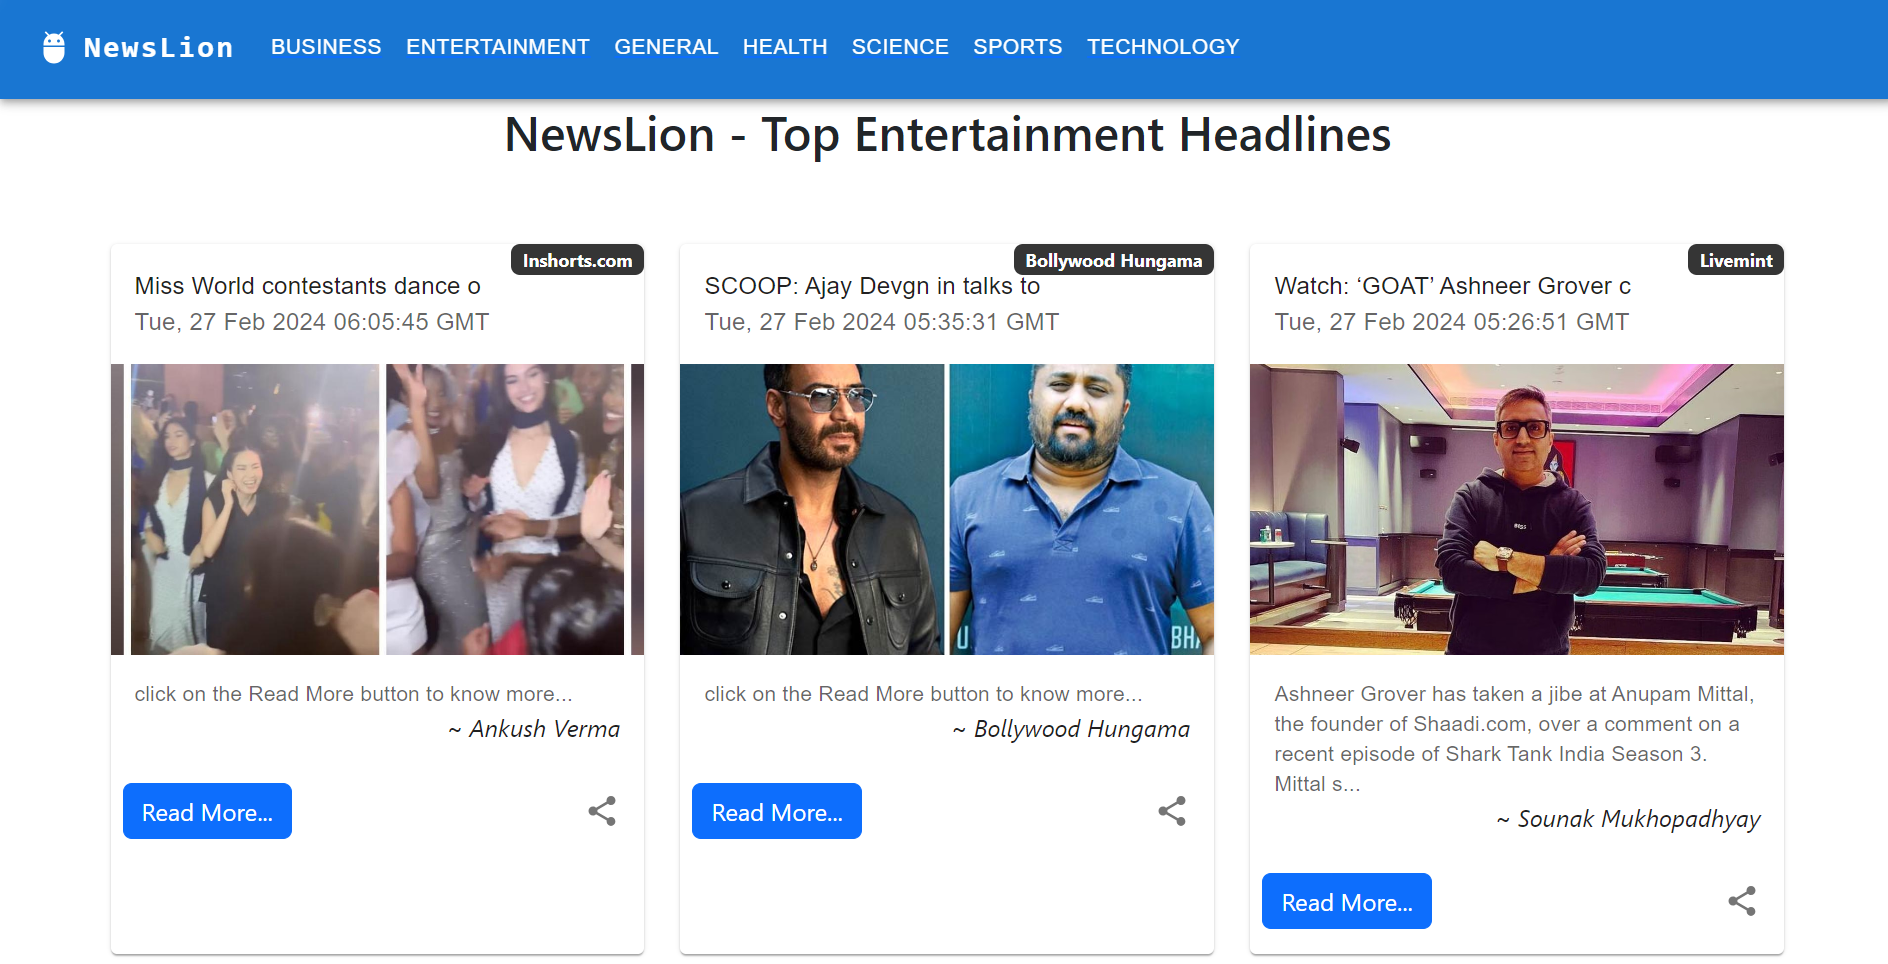 NewsLion BUSINESS ENTERTAINMENT GENERAL HEALTH SCIENCE SPORTS TECHNOLOGY
NewsLion - Top Entertainment Headlines
Inshorts.com
Miss World contestants dance o
Tue, 27 Feb 2024 06:05:45 GMT
click on the Read More button to know more...
~ Ankush Verma
Read More...
Bollywood Hungama
SCOOP: Ajay Devgn in talks to
Tue, 27 Feb 2024 05:35:31 GMT
U.
BHA
click on the Read More button to know more...
~ Bollywood Hungama
Read More...
Livemint
Watch: ‘GOAT’ Ashneer Grover c
Tue, 27 Feb 2024 05:26:51 GMT
BOSS
Ashneer Grover has taken a jibe at Anupam Mittal,
the founder of Shaadi.com, over a comment on a
recent episode of Shark Tank India Season 3.
Mittal s...
~ Sounak Mukhopadhyay
Read More...